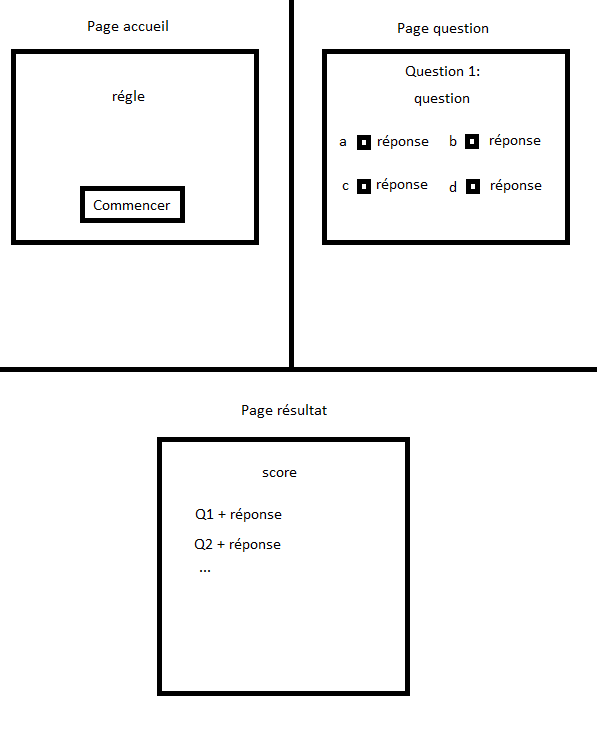 Page accueil
régle
Commencer
Page question
Question 1:
question
a réponse b réponse
c réponse d réponse
Page résultat
score
Q1 + réponse
Q2 + réponse
...